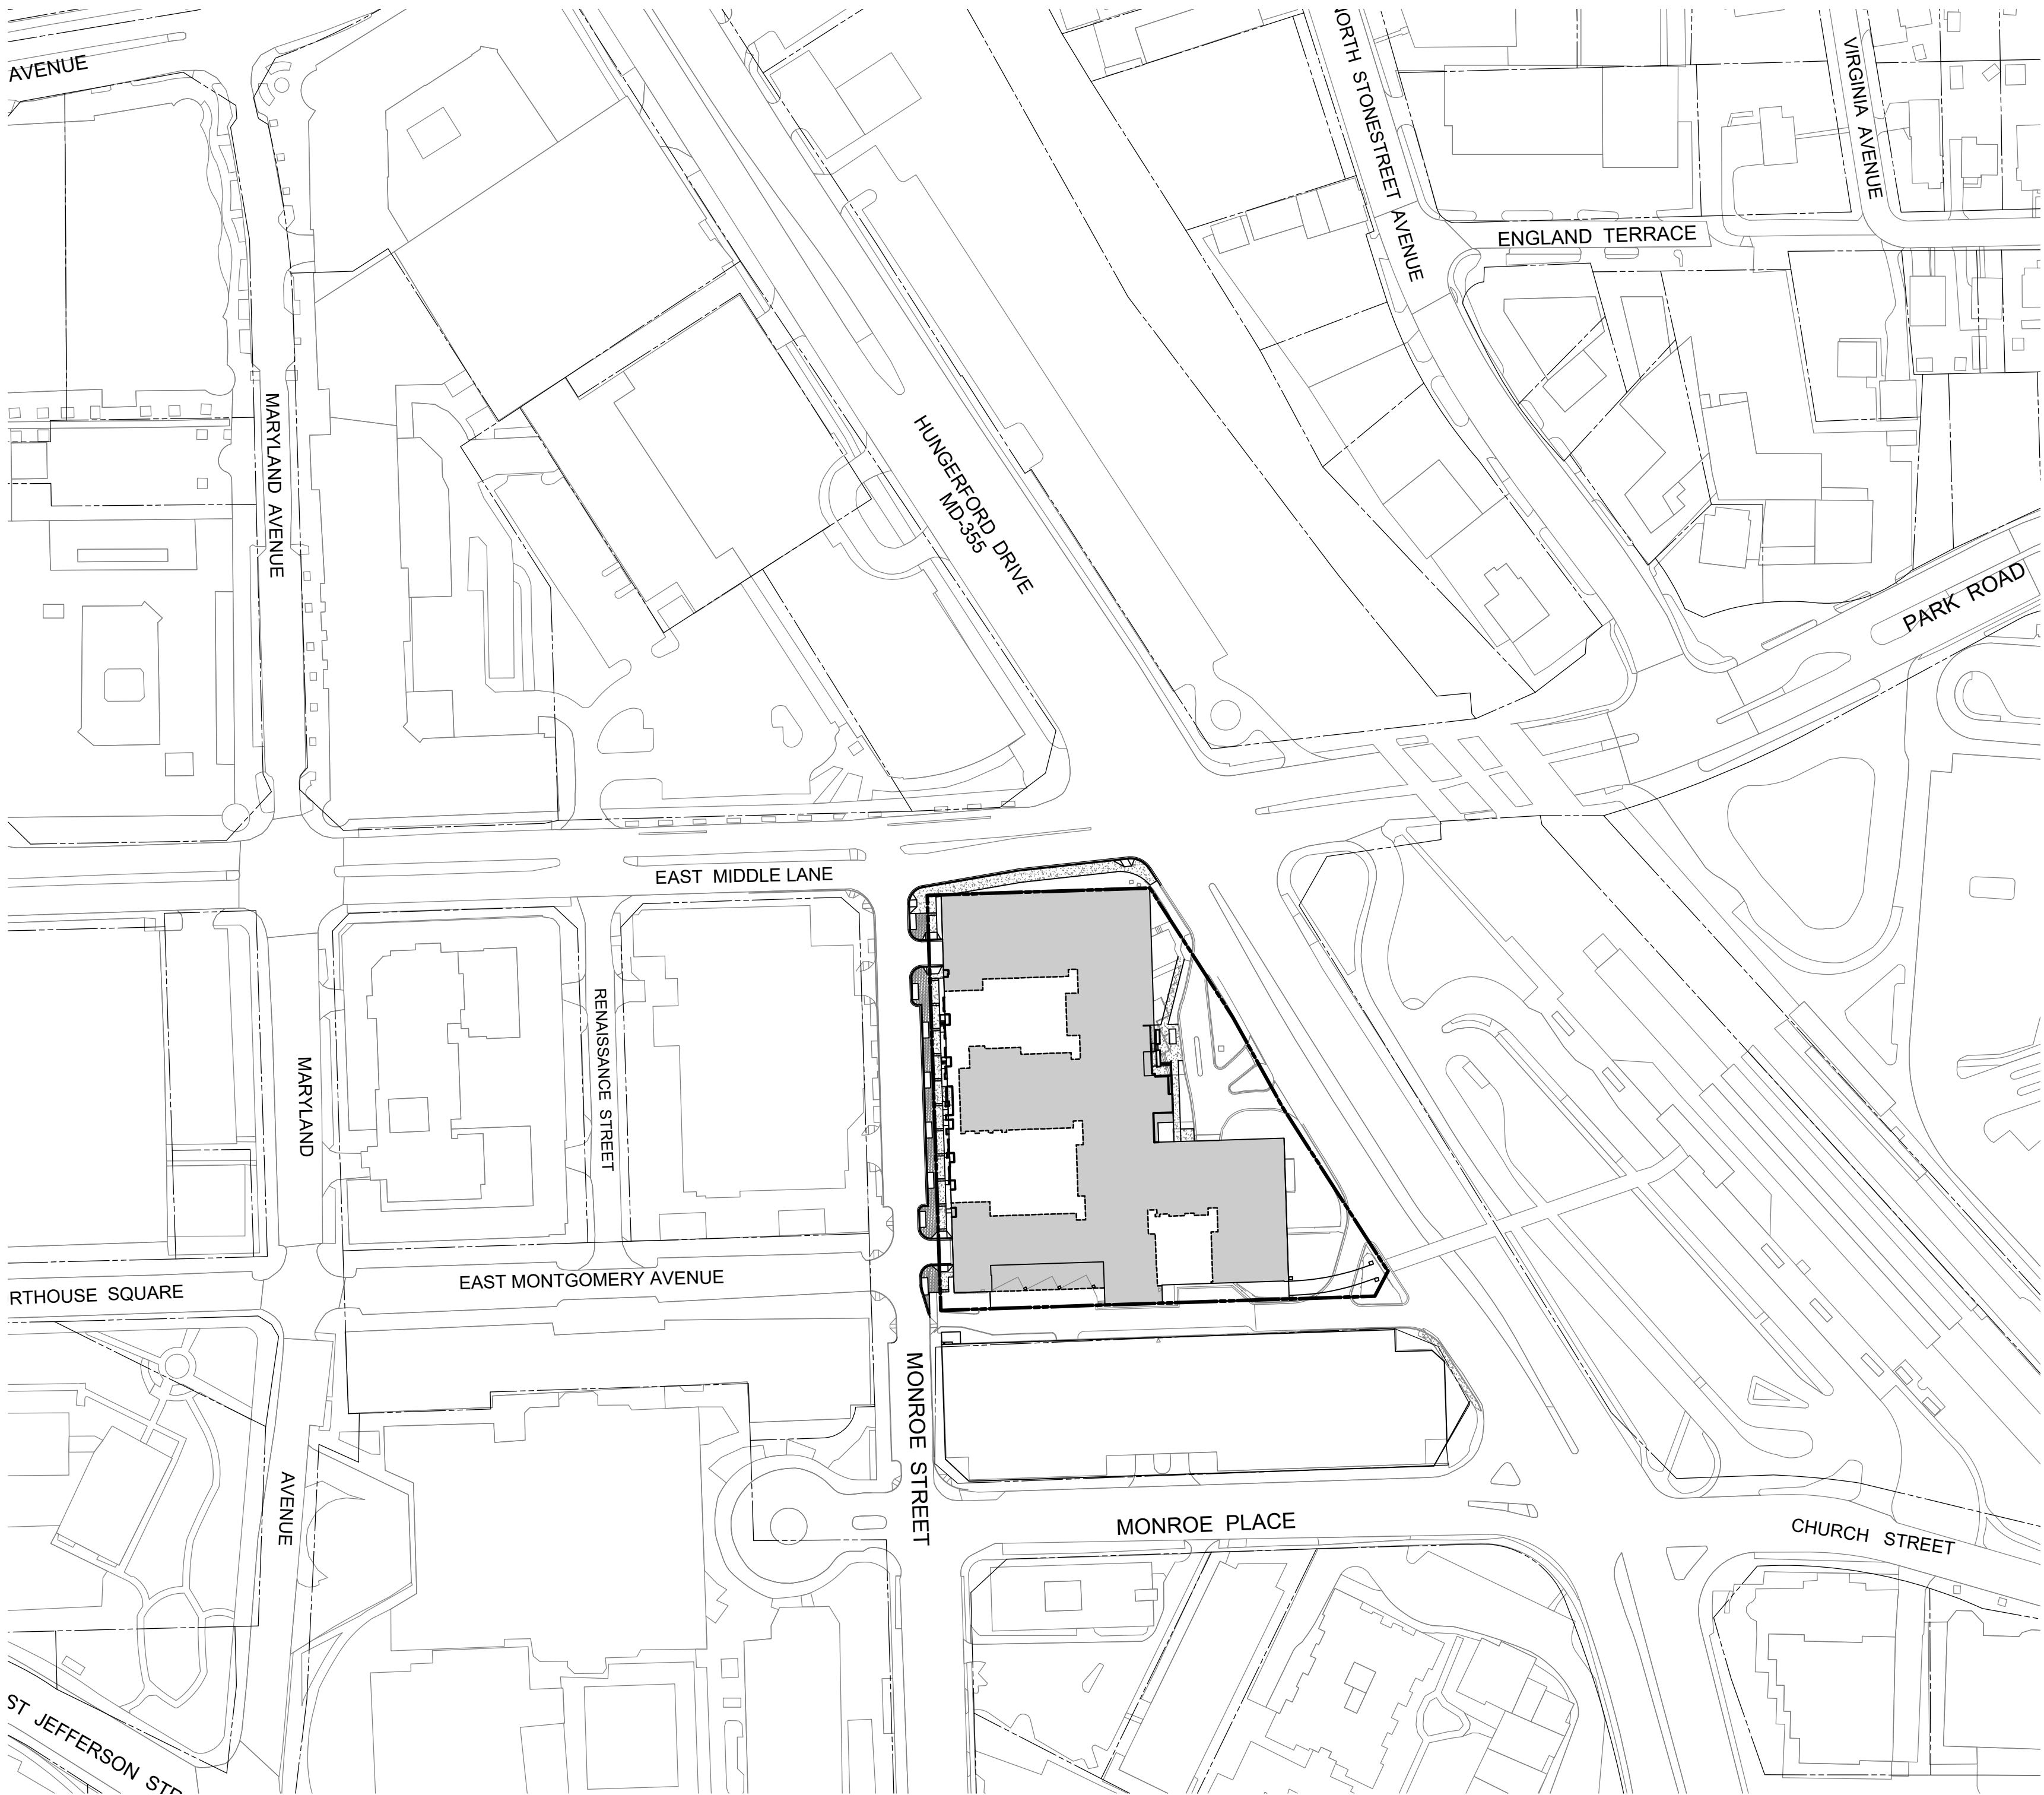 AVENUE
NORTH STONESTREET AVENUE
VIRGINIA AVENUE
ENGLAND TERRACE
MARYLAND AVENUE
HUNGERFORD DRIVE
MD-355
PARK ROAD
EAST MIDDLE LANE
RENAISSANCE STREET
MARYLAND
AVENUE
EAST MONTGOMERY AVENUE
RTHOUSE SQUARE
MONROE STREET
MONROE PLACE
CHURCH STREET
ST JEFFERSON STR